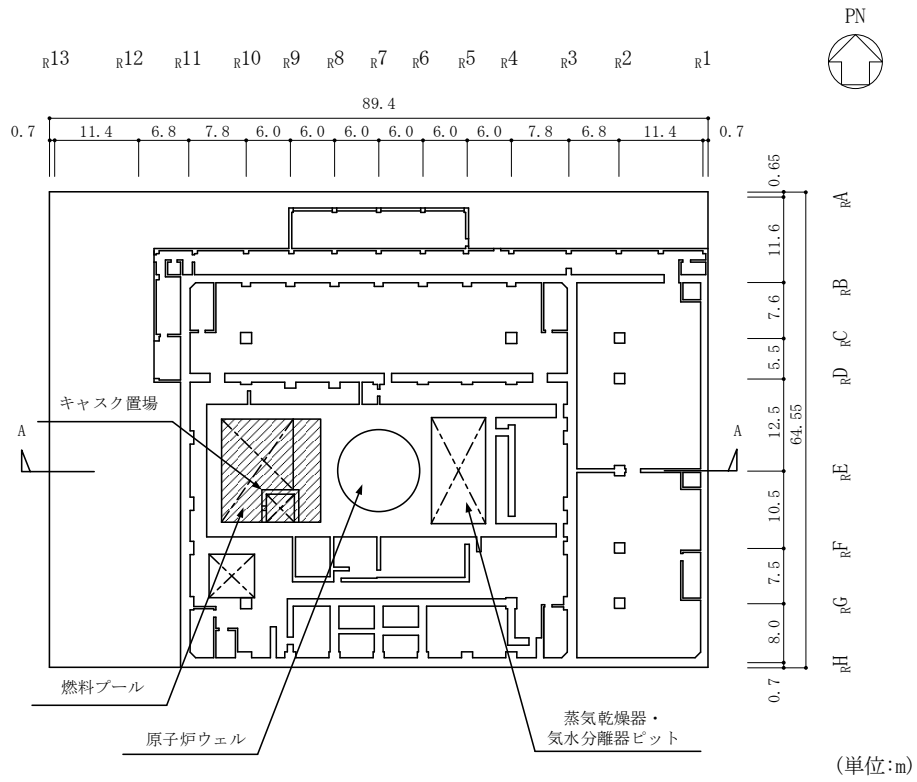 PN
R13 R12 R11 R10 R9 R8 R7 R6 R5 R4 R3 R2 R1
89.4
0.7 11.4 6.8 7.8 6.0 6.0 6.0 6.0 6.0 6.0 7.8 6.8 11.4 0.7
0.65
RA
11.6
RB
7.6
RC
5.5
RD
12.5
64.55
キャスク置場
A
A
RE
10.5
RF
7.5
RG
8.0
RH
0.7
燃料プール
原子炉ウェル
蒸気乾燥器・
気水分離器ピット
(単位:m)